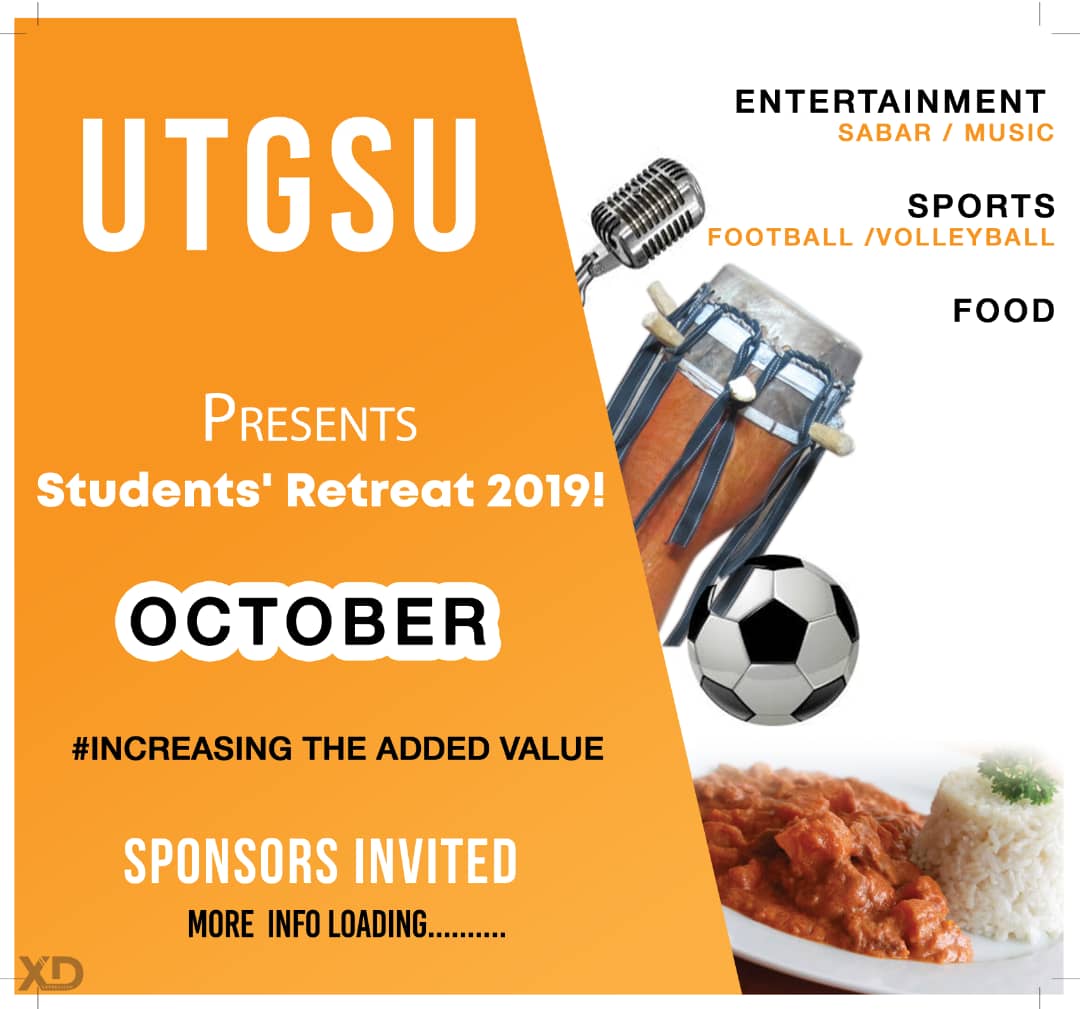 UTGSU
PRESENTS
Students' Retreat 2019!
OCTOBER
#INCREASING THE ADDED VALUE
SPONSORS INVITED
MORE INFO LOADING..........
XD
ENTERTAINMENT
SABAR / MUSIC
SPORTS
FOOTBALL /VOLLEYBALL
FOOD